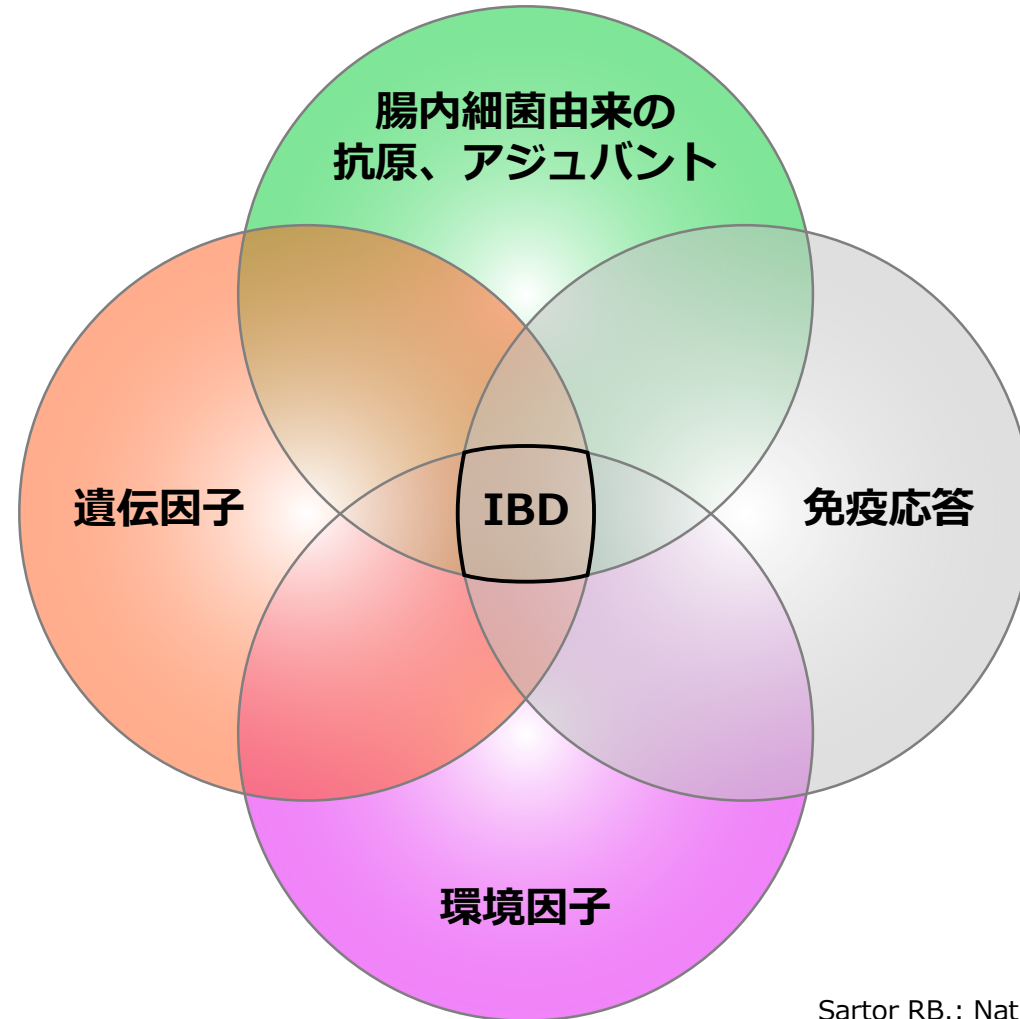 腸内細菌由来の
抗原、アジュバント
遺伝因子
IBD
免疫応答
環境因子
Sartor RB.: Nat